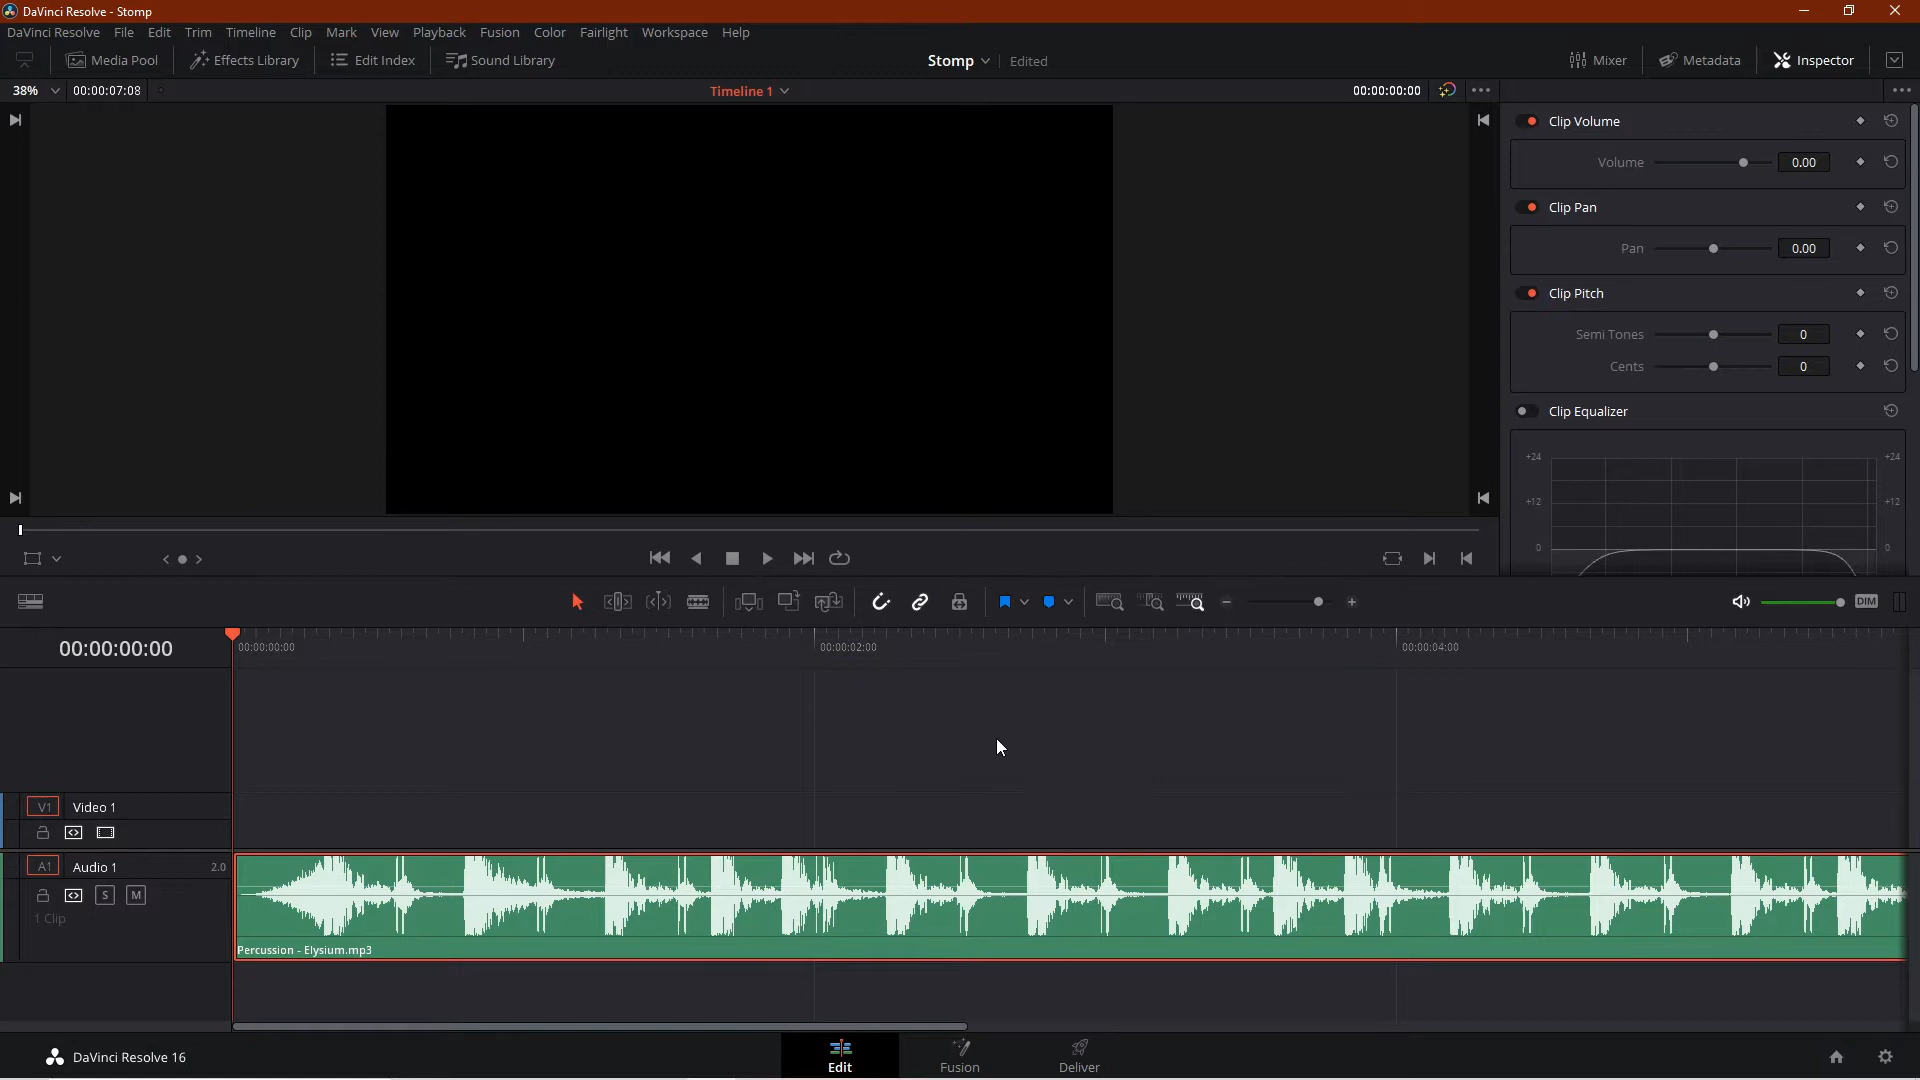 DaVinci Resolve - Stomp
DaVinci Resolve File Edit Trim Timeline Clip Mark View Playback Fusion Color Fairlight Workspace Help
Media Pool Effects Library Edit Index Sound Library Stomp Edited Mixer Metadata Inspector
38% 00:00:07:08 Timeline 1 00:00:00:00
Clip Volume
Volume 0.00
Clip Pan
Pan 0.00
Clip Pitch
Semi Tones 0
Cents 0
Clip Equalizer
+24 +24
+12 +12
0 0
DIM
00:00:00:00 00:00:00:00 00:00:02:00 00:00:04:00
V1 Video 1
A1 Audio 1 2.0
S M
1 Clip
Percussion - Elysium.mp3
DaVinci Resolve 16 Edit Fusion Deliver